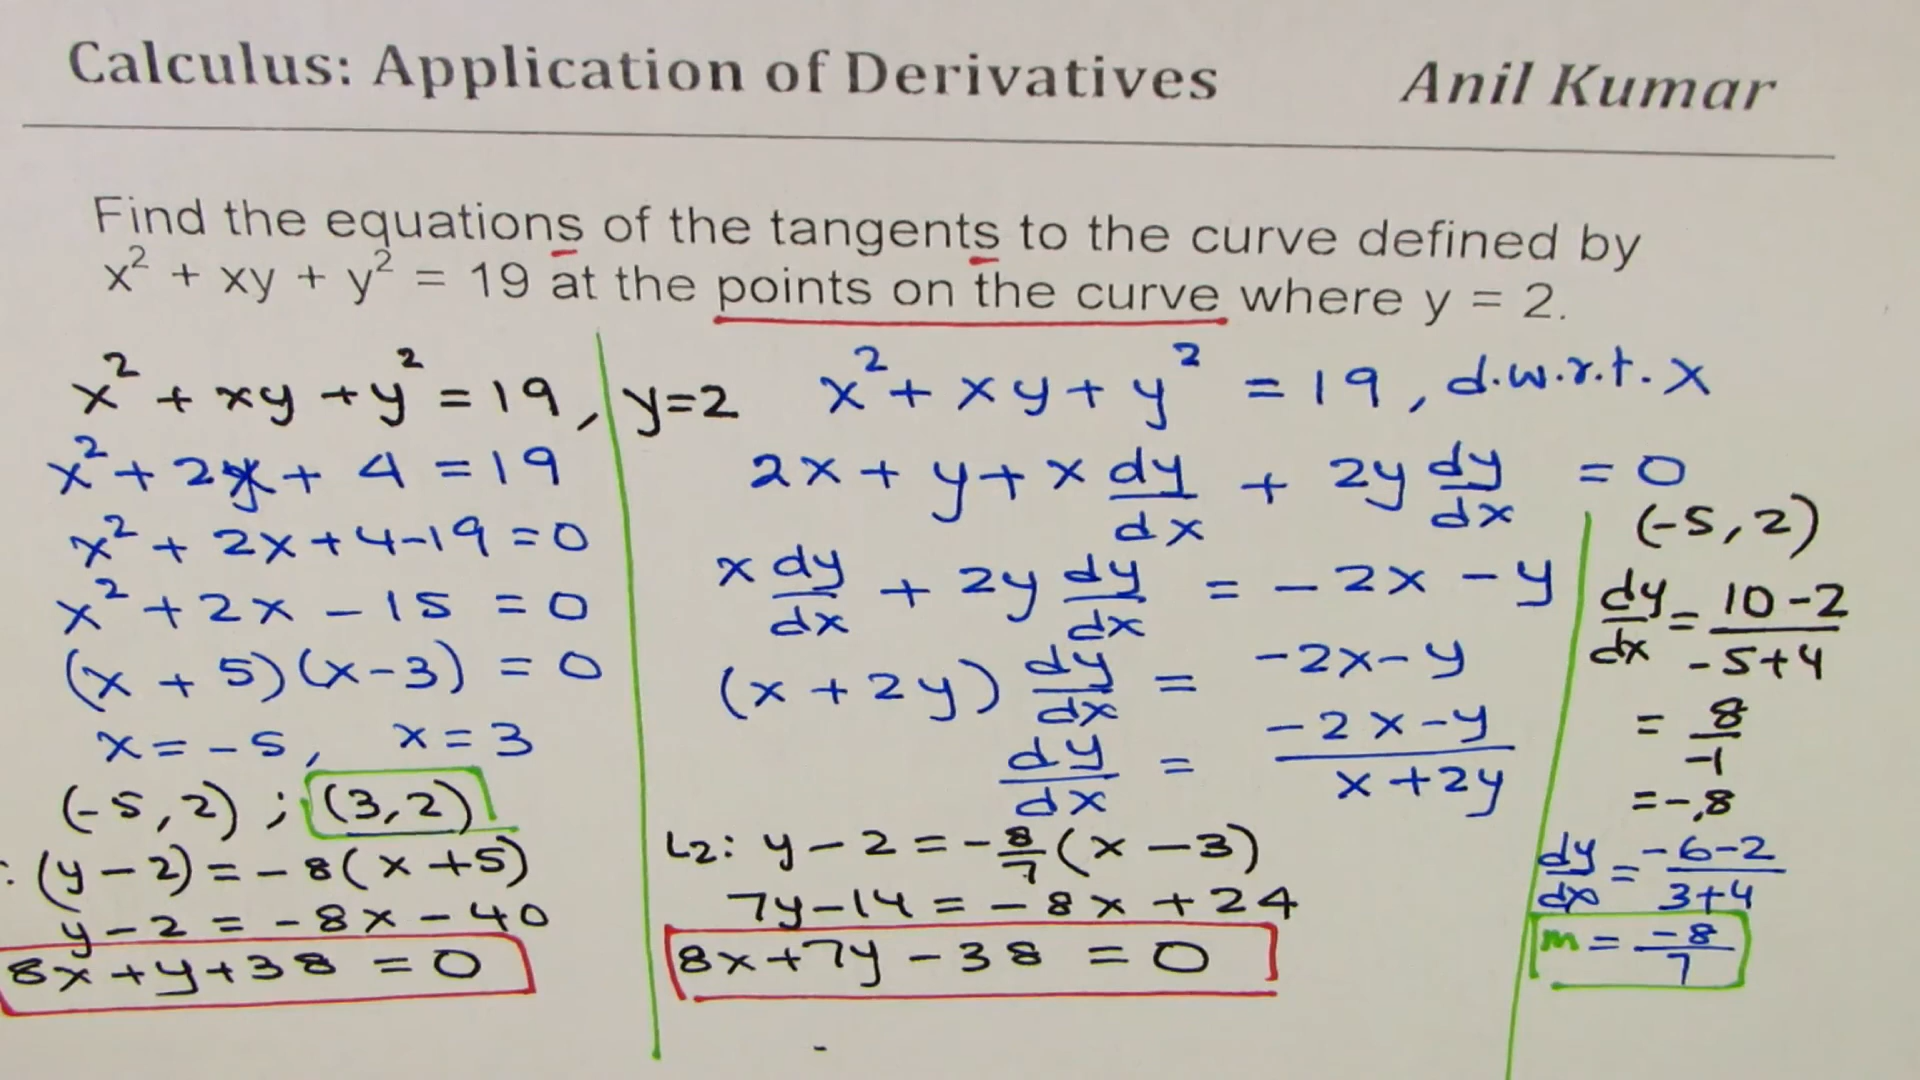 Calculus: Application of Derivatives Anil Kumar
Find the equations of the tangents to the curve defined by
x² + xy + y² = 19 at the points on the curve where y = 2.
x² + xy + y² = 19, y=2
x² + 2x + 4 = 19
x² + 2x + 4-19 = 0
x² + 2x - 15 = 0
(x + 5)(x-3) = 0
x = -5, x = 3
(-5, 2) ; (3, 2)
: (y-2) = -8(x+5)
y-2 = -8x - 40
8x+y+38 = 0
x² + xy + y² = 19, d.w.r.t. x
2x + y + x dy/dx + 2y dy/dx = 0
x dy/dx + 2y dy/dx = -2x - y
(x + 2y) dy/dx = -2x-y
dy/dx = (-2x-y)/(x+2y)
L2: y-2 = -8/7 (x-3)
7y-14 = -8x + 24
8x+7y-38 = 0
(-5, 2)
dy/dx = (10-2)/(-5+4)
= 8/-1
= -8
dy/dx = (-6-2)/(3+4)
m = -8/7